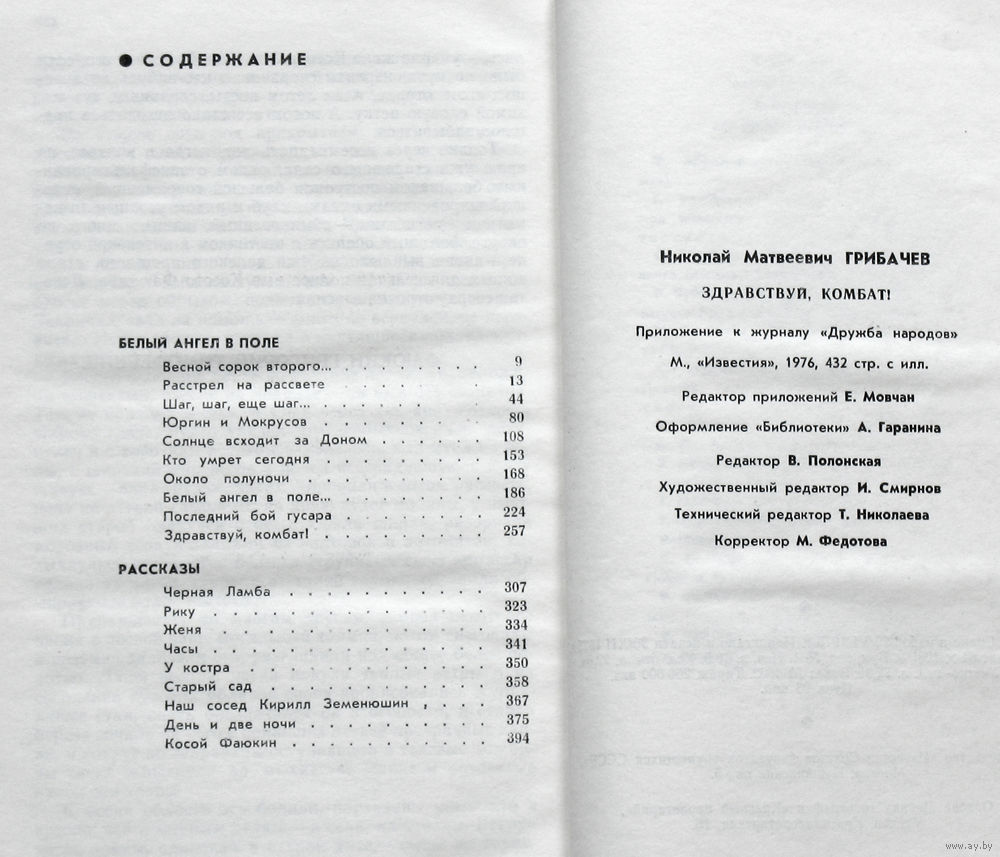 ● СОДЕРЖАНИЕ
БЕЛЫЙ АНГЕЛ В ПОЛЕ
Весной сорок второго... . . . . . . . 9
Расстрел на рассвете . . . . . . . 13
Шаг, шаг, еще шаг... . . . . . . . 44
Юргин и Мокрусов . . . . . . . 80
Солнце всходит за Доном . . . . . . 108
Кто умрет сегодня . . . . . . . . 153
Около полуночи . . . . . . . . . 168
Белый ангел в поле... . . . . . . . 186
Последний бой гусара . . . . . . . 224
Здравствуй, комбат! . . . . . . . . 257
РАССКАЗЫ
Черная Ламба . . . . . . . . . . 307
Рику . . . . . . . . . . . . . 323
Женя . . . . . . . . . . . . 334
Часы . . . . . . . . . . . . . 341
У костра . . . . . . . . . . . 350
Старый сад . . . . . . . . . . . 358
Наш сосед Кирилл Земенюшин . . . . 367
День и две ночи . . . . . . . . . 375
Косой Фаюкин . . . . . . . . . . 394
Николай Матвеевич ГРИБАЧЕВ
ЗДРАВСТВУЙ, КОМБАТ!
Приложение к журналу «Дружба народов»
М., «Известия», 1976, 432 стр. с илл.
Редактор приложений Е. Мовчан
Оформление «Библиотеки» А. Гаранина
Редактор В. Полонская
Художественный редактор И. Смирнов
Технический редактор Т. Николаева
Корректор М. Федотова
www.ay.by